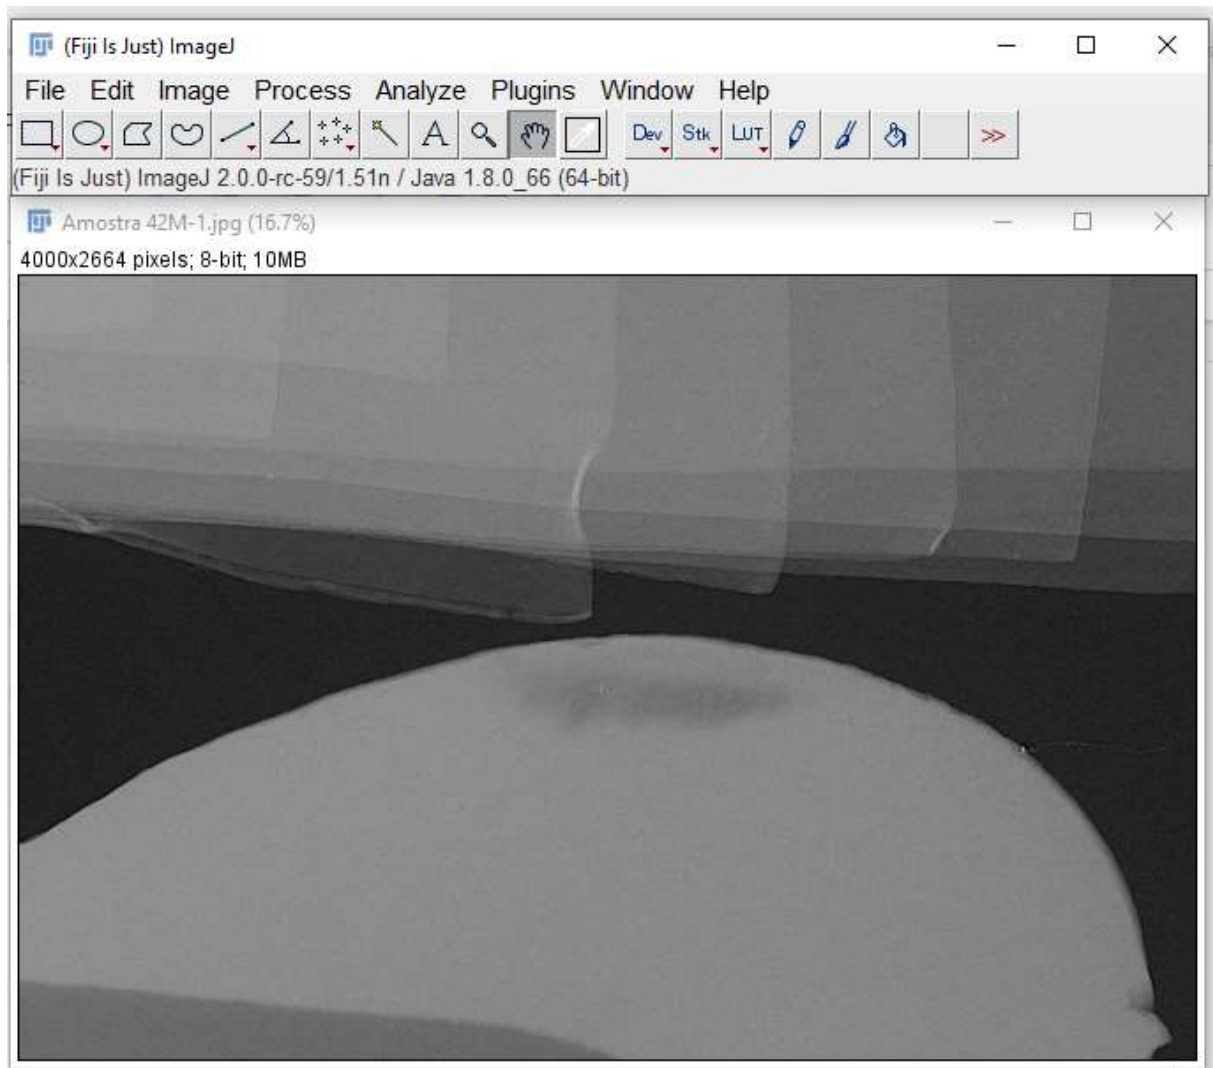 (Fiji Is Just) ImageJ
File Edit Image Process Analyze Plugins Window Help
A Dev Stk LUT >>
(Fiji Is Just) ImageJ 2.0.0-rc-59/1.51n / Java 1.8.0_66 (64-bit)
Amostra 42M-1.jpg (16.7%)
4000x2664 pixels; 8-bit; 10MB